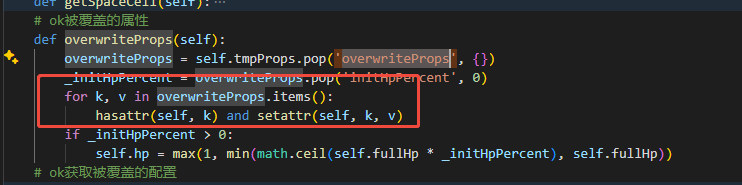 def getSpaceCell(self):…
# ok被覆盖的属性
def overwriteProps(self):
overwriteProps = self.tmpProps.pop('overwriteProps', {})
_initHpPercent = overwriteProps.pop('initHpPercent', 0)
for k, v in overwriteProps.items():
hasattr(self, k) and setattr(self, k, v)
if _initHpPercent > 0:
self.hp = max(1, min(math.ceil(self.fullHp * _initHpPercent), self.fullHp))
# ok获取被覆盖的配置